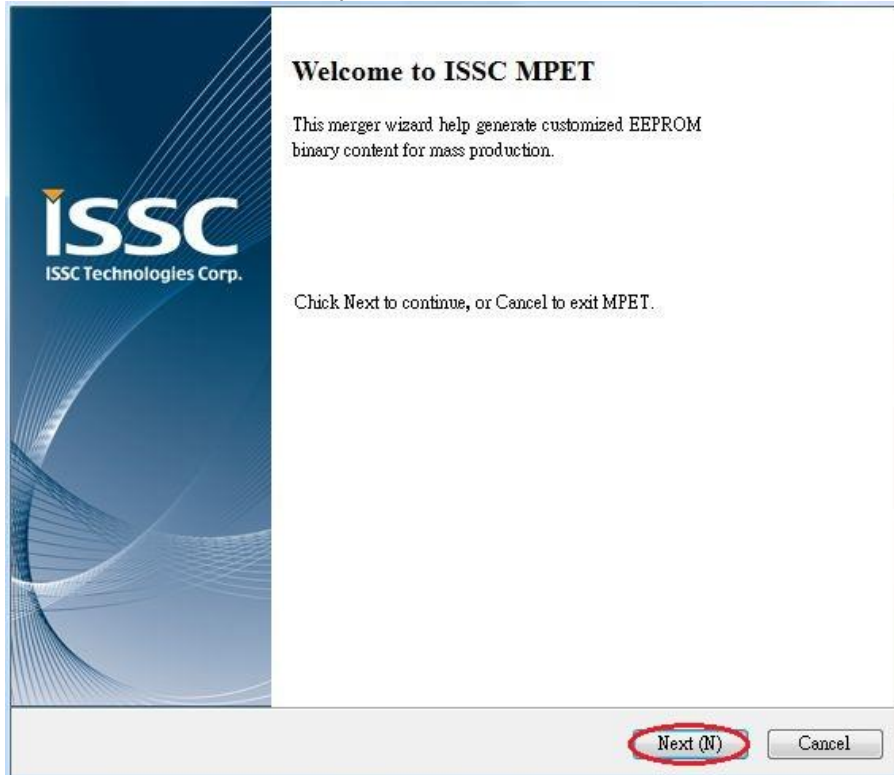 Welcome to ISSC MPET
This merger wizard help generate customized EEPROM
binary content for mass production.
ISSC
ISSC Technologies Corp.
Chick Next to continue, or Cancel to exit MPET.
Next (N)
Cancel